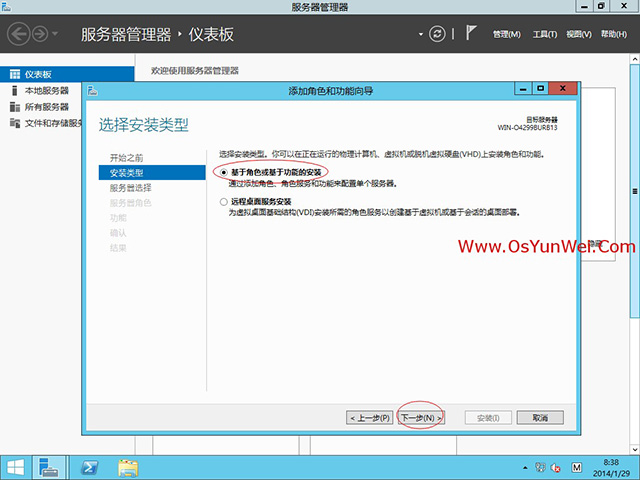 服务器管理器
服务器管理器 · 仪表板
管理(M) 工具(T) 视图(V) 帮助(H)
仪表板
本地服务器
所有服务器
文件和存储服务
欢迎使用服务器管理器
添加角色和功能向导
选择安装类型
目标服务器
WIN-O4299BURB13
开始之前
安装类型
服务器选择
服务器角色
功能
确认
结果
选择安装类型。你可以在正在运行的物理计算机、虚拟机或脱机虚拟硬盘(VHD)上安装角色和功能。
基于角色或基于功能的安装
通过添加角色、角色服务和功能来配置单个服务器。
远程桌面服务安装
为虚拟桌面基础结构(VDI)安装所需的角色服务以创建基于虚拟机或基于会话的桌面部署。
Www.OsYunWei.Com
隐藏
< 上一步(P)
下一步(N) >
安装(I)
取消
M
8:38
2014/1/29